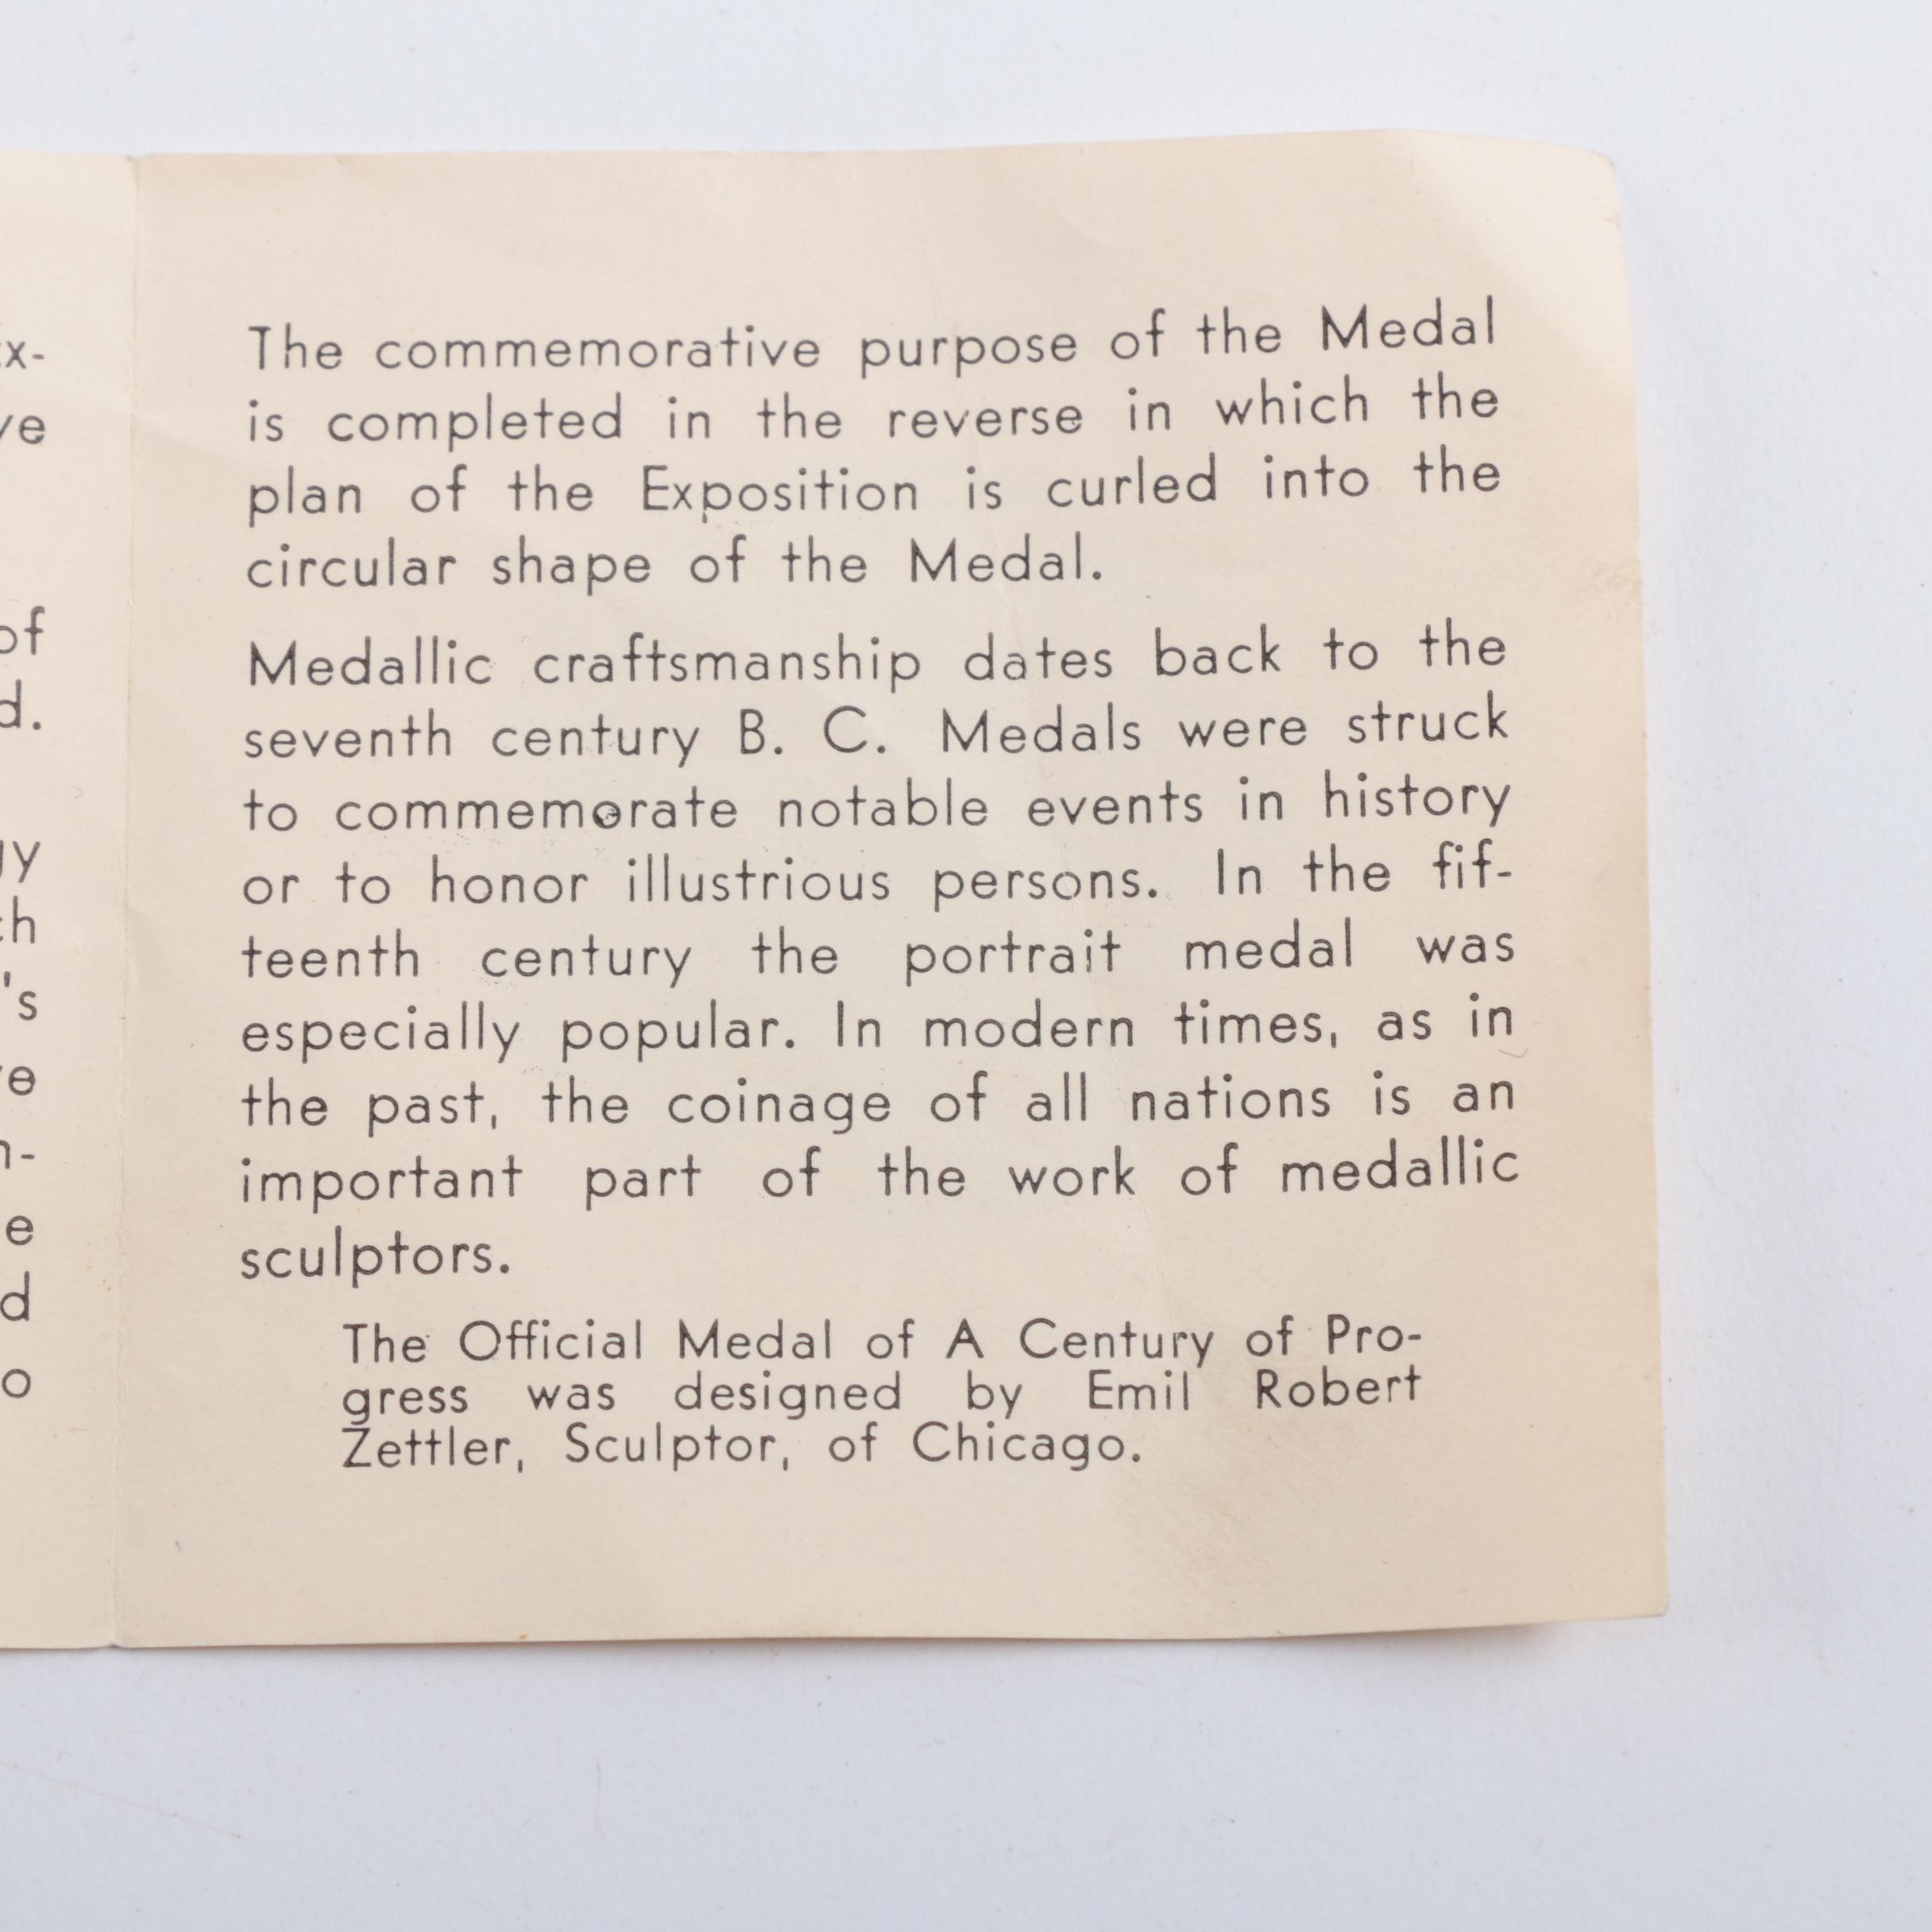 The commemorative purpose of the Medal
is completed in the reverse in which the
plan of the Exposition is curled into the
circular shape of the Medal.
Medallic craftsmanship dates back to the
seventh century B. C. Medals were struck
to commemorate notable events in history
or to honor illustrious persons. In the fif-
teenth century the portrait medal was
especially popular. In modern times, as in
the past, the coinage of all nations is an
important part of the work of medallic
sculptors.
The Official Medal of A Century of Pro-
gress was designed by Emil Robert
Zettler, Sculptor, of Chicago.